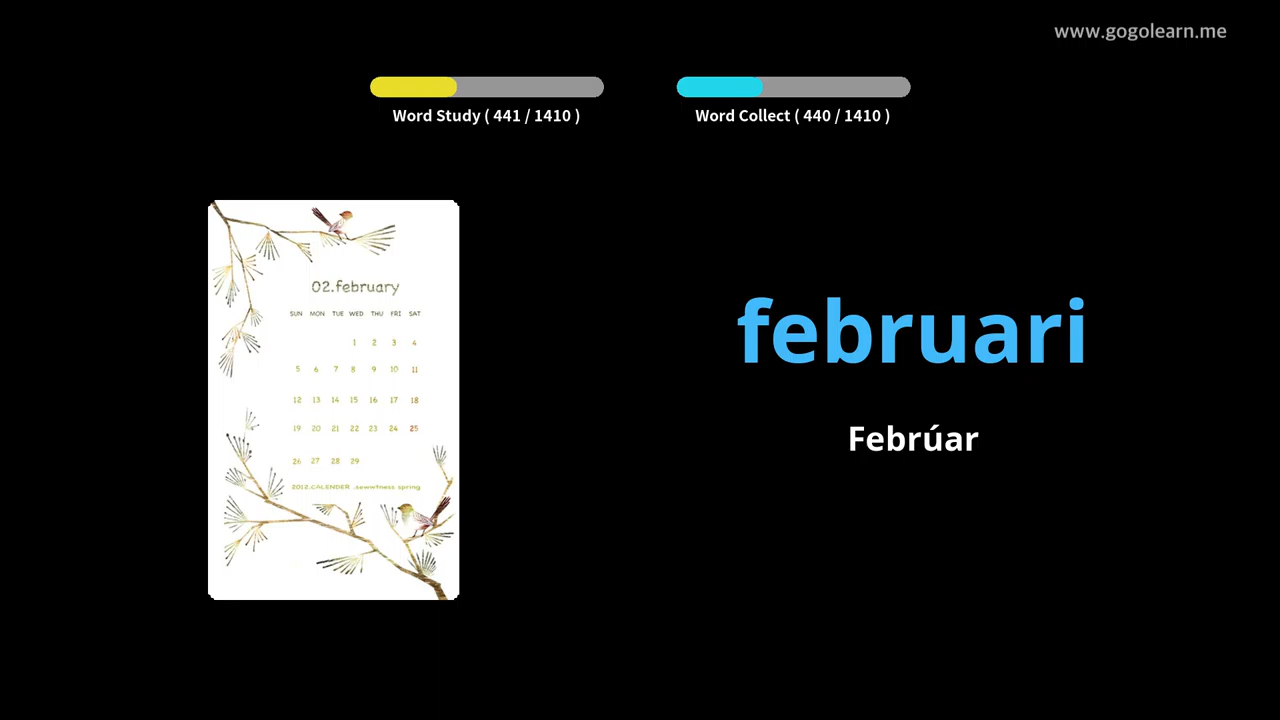 www.gogolearn.me
Word Study ( 441 / 1410 )
Word Collect ( 440 / 1410 )
02.february
SUN MON TUE WED THU FRI SAT
1 2 3 4
5 6 7 8 9 10 11
12 13 14 15 16 17 18
19 20 21 22 23 24 25
26 27 28 29
2012.CALENDER .sewwtness spring
februari
Febrúar